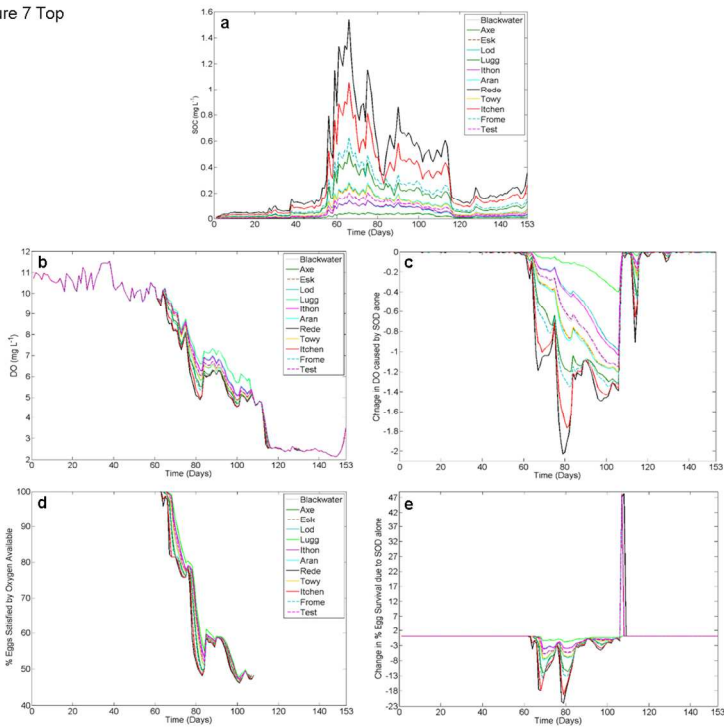 ure 7 Top
a
1.6
1.4
1.2
1
0.8
0.6
0.4
0.2
0
SOC (mg L⁻¹)
0 10 20 30 40 50 60 70 80 90 100 110 120 130 140 153
Time (Days)
Blackwater
Axe
Esk
Lod
Lugg
Ithon
Aran
Rede
Towy
Itchen
Frome
Test
b
12
11
10
9
8
7
6
5
4
3
2
DO (mg L⁻¹)
0 20 40 60 80 100 120 153
Time (Days)
Blackwater
Axe
Esk
Lod
Lugg
Ithon
Aran
Rede
Towy
Itchen
Frome
Test
c
-0
-0.2
-0.4
-0.6
-0.8
-1
-1.2
-1.4
-1.6
-1.8
-2
Chnage in DO caused by SOD alone
0 20 40 60 80 100 120 153
Time (Days)
d
100
90
80
70
60
50
40
% Eggs Satisfied by Oxygen Available
0 20 40 60 80 100 120 153
Time (Days)
Blackwater
Axe
Esk
Lod
Lugg
Ithon
Aran
Rede
Towy
Itchen
Frome
Test
e
47
42
37
32
27
22
17
12
7
2
-3
-8
-13
-18
-23
Change in % Egg Survival due to SOD alone
0 20 40 60 80 100 120 153
Time (Days)